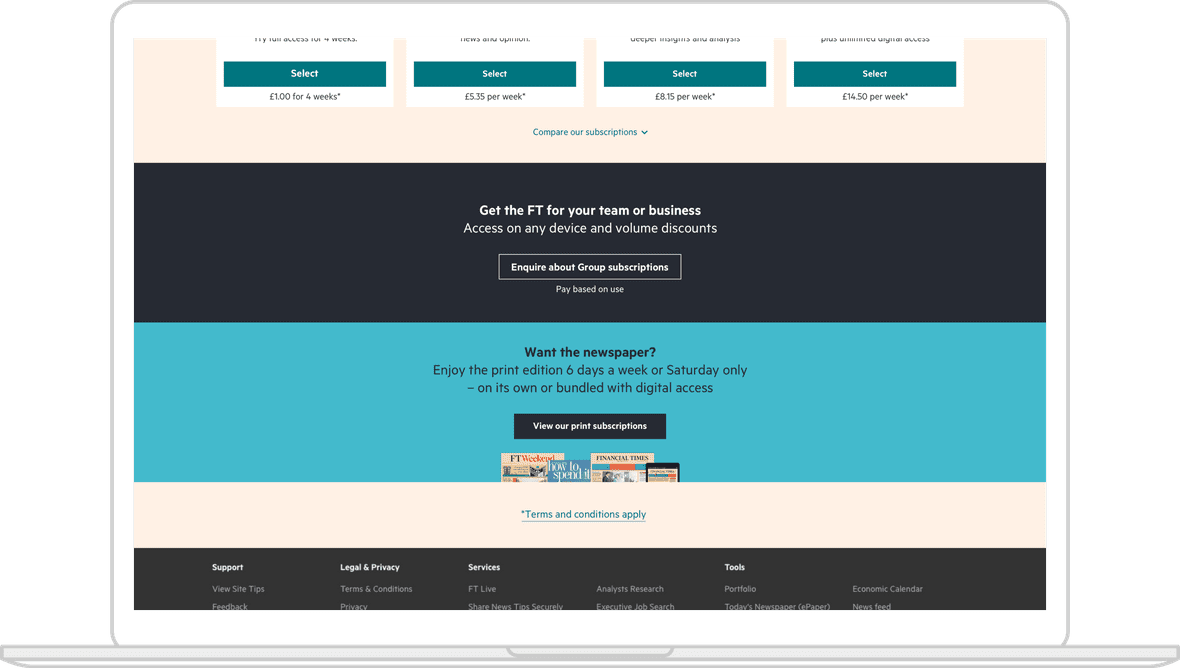 Try full access for 4 weeks.
news and opinion.
deeper insights and analysis
plus unlimited digital access
Select
Select
Select
Select
£1.00 for 4 weeks*
£5.35 per week*
£8.15 per week*
£14.50 per week*
Compare our subscriptions
Get the FT for your team or business
Access on any device and volume discounts
Enquire about Group subscriptions
Pay based on use
Want the newspaper?
Enjoy the print edition 6 days a week or Saturday only
– on its own or bundled with digital access
View our print subscriptions
FTWeekend
how to
spend it
FINANCIAL TIMES
FINANCIAL TIMES
*Terms and conditions apply
Support
Legal & Privacy
Services
Tools
View Site Tips
Terms & Conditions
FT Live
Analysts Research
Portfolio
Economic Calendar
Feedback
Privacy
Share News Tips Securely
Executive Job Search
Today's Newspaper (ePaper)
News feed